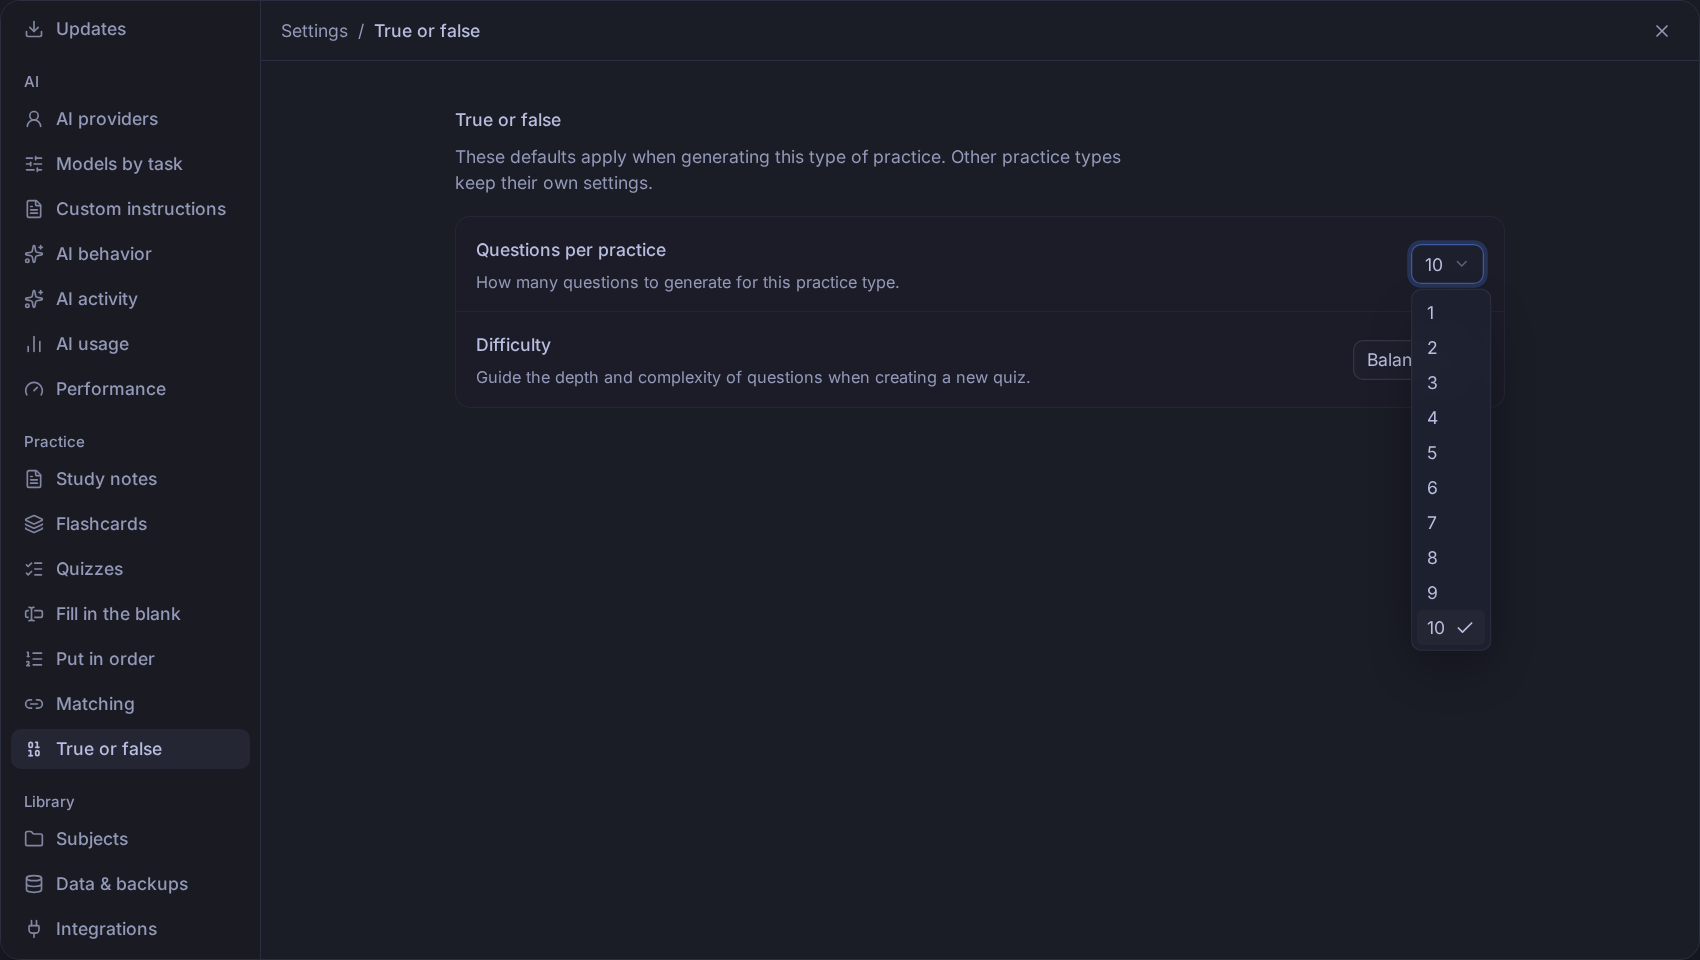 Updates
AI
AI providers
Models by task
Custom instructions
AI behavior
AI activity
AI usage
Performance
Practice
Study notes
Flashcards
Quizzes
Fill in the blank
Put in order
Matching
True or false
Library
Subjects
Data & backups
Integrations
Settings / True or false
True or false
These defaults apply when generating this type of practice. Other practice types
keep their own settings.
Questions per practice
How many questions to generate for this practice type.
10
Difficulty
Guide the depth and complexity of questions when creating a new quiz.
Balan
1
2
3
4
5
6
7
8
9
10